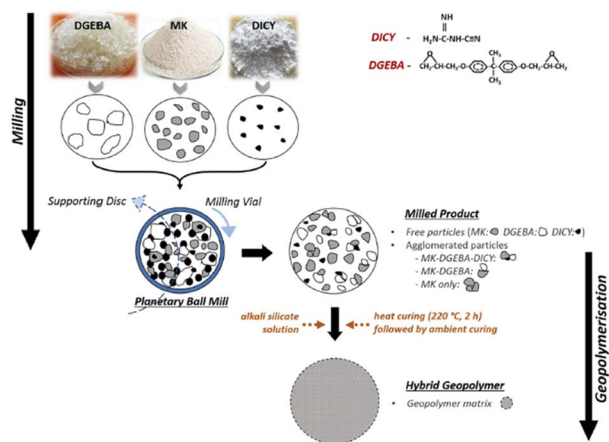 DGEBA
MK
DICY
Milling
NH
DICY -
H₂N-C-NH-C≡N
DGEBA -
O
O
CH₃
CH₃
Supporting Disc
Milling Vial
Planetary Ball Mill
Milled Product
• Free particles (MK: DGEBA: DICY: )
• Agglomerated particles
- MK-DGEBA-DICY:
- MK-DGEBA:
- MK only:
alkali silicate
solution
heat curing (220 °C, 2 h)
followed by ambient curing
Hybrid Geopolymer
• Geopolymer matrix
Geopolymerisation